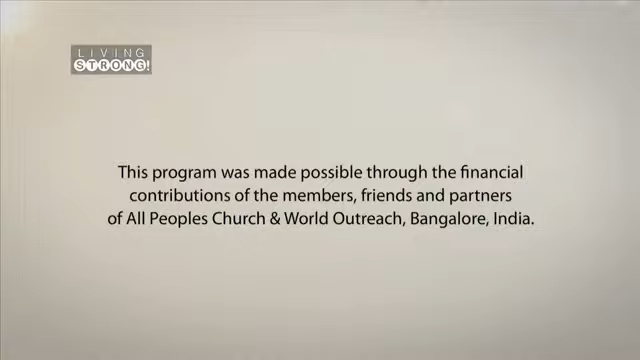 LIVING
STRONG!
This program was made possible through the financial
contributions of the members, friends and partners
of All Peoples Church & World Outreach, Bangalore, India.